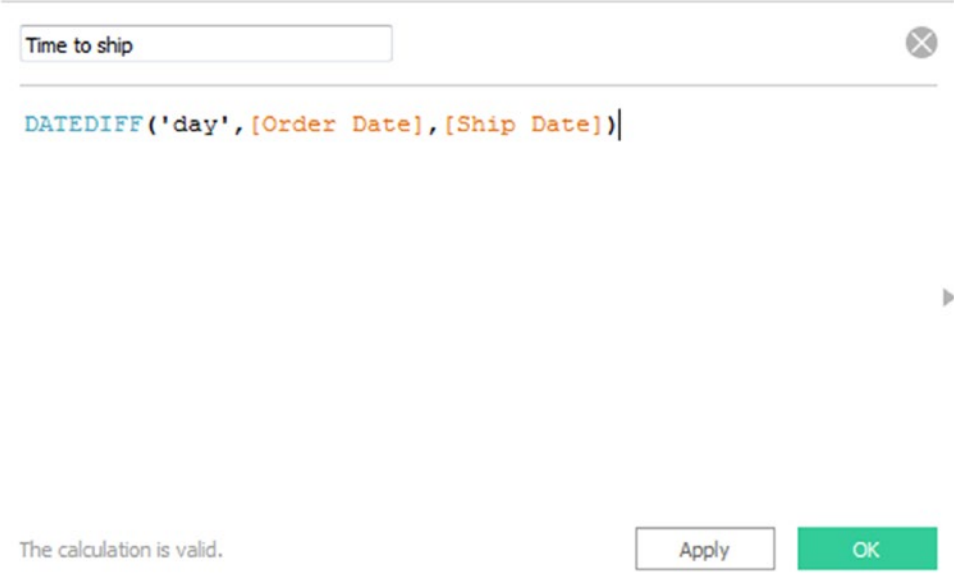 Time to ship
DATEDIFF('day',[Order Date],[Ship Date])
The calculation is valid.
Apply
OK